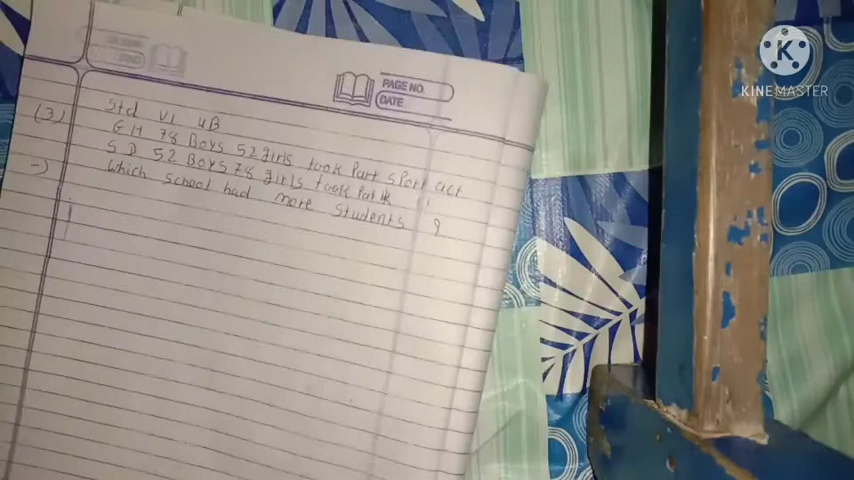 PAGE NO.
DATE
Std VI 4B
(3) G H 78 Boys 52 girls took Part sport act
S D 52 Boys 78 girls took Part
-) which school had more students ?
KINEMASTER